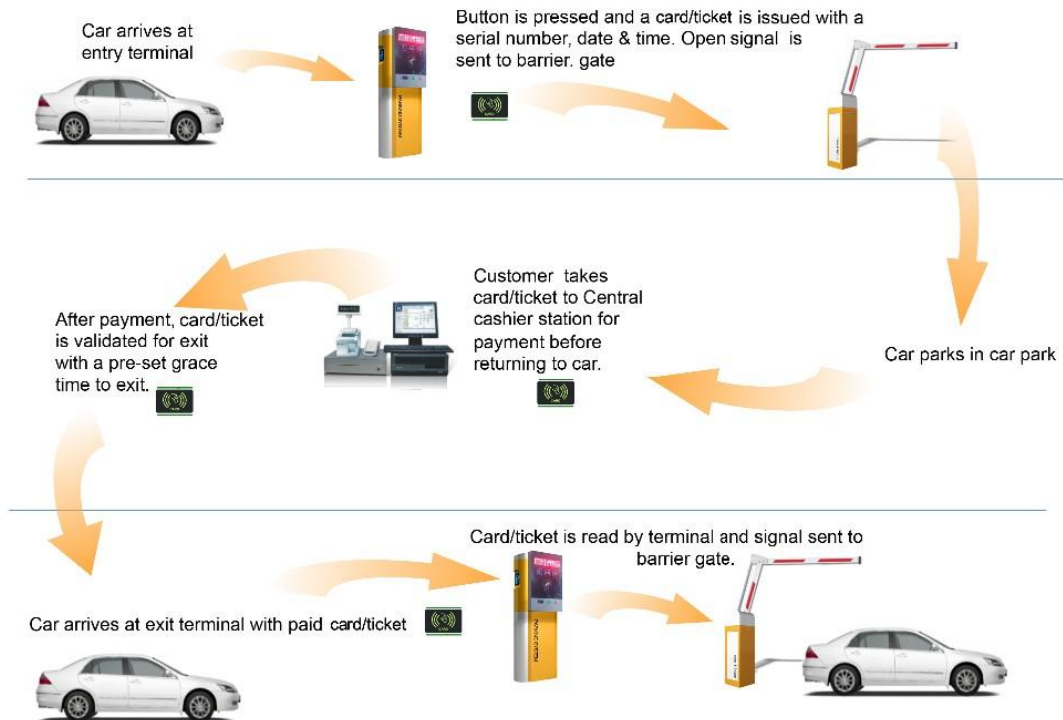 Car arrives at
entry terminal
Button is pressed and a card/ticket is issued with a
serial number, date & time. Open signal is
sent to barrier. gate
Customer takes
card/ticket to Central
cashier station for
payment before
returning to car.
After payment, card/ticket
is validated for exit
with a pre-set grace
time to exit.
Car parks in car park
Card/ticket is read by terminal and signal sent to
barrier gate.
Car arrives at exit terminal with paid card/ticket